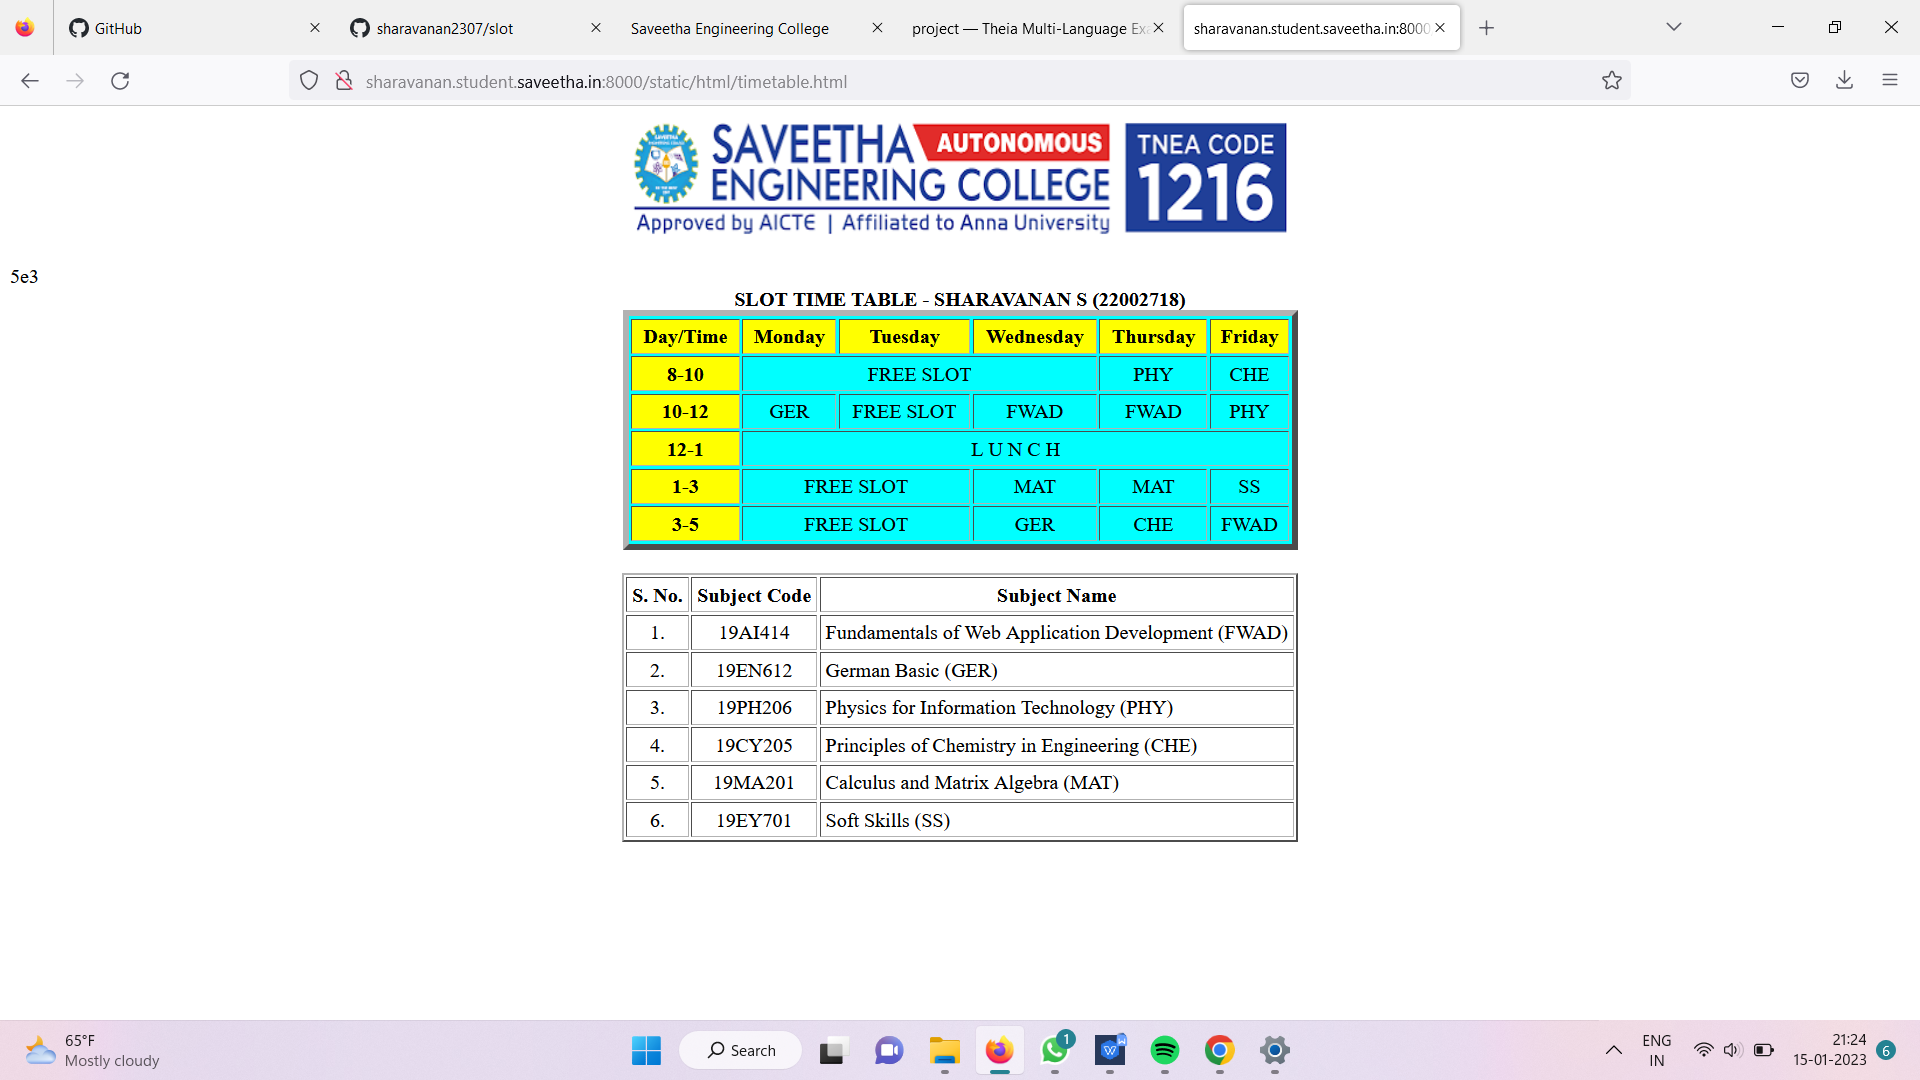 GitHub
sharavanan2307/slot
Saveetha Engineering College
project — Theia Multi-Language Ex
sharavanan.student.saveetha.in:8000
sharavanan.student.saveetha.in:8000/static/html/timetable.html
SAVEETHA AUTONOMOUS
ENGINEERING COLLEGE
Approved by AICTE | Affiliated to Anna University
TNEA CODE
1216
5e3
SLOT TIME TABLE - SHARAVANAN S (22002718)
Day/Time Monday Tuesday Wednesday Thursday Friday
8-10 FREE SLOT PHY CHE
10-12 GER FREE SLOT FWAD FWAD PHY
12-1 L U N C H
1-3 FREE SLOT MAT MAT SS
3-5 FREE SLOT GER CHE FWAD
S. No. Subject Code Subject Name
1. 19AI414 Fundamentals of Web Application Development (FWAD)
2. 19EN612 German Basic (GER)
3. 19PH206 Physics for Information Technology (PHY)
4. 19CY205 Principles of Chemistry in Engineering (CHE)
5. 19MA201 Calculus and Matrix Algebra (MAT)
6. 19EY701 Soft Skills (SS)
65°F
Mostly cloudy
Search
1
ENG
IN
21:24
15-01-2023
6